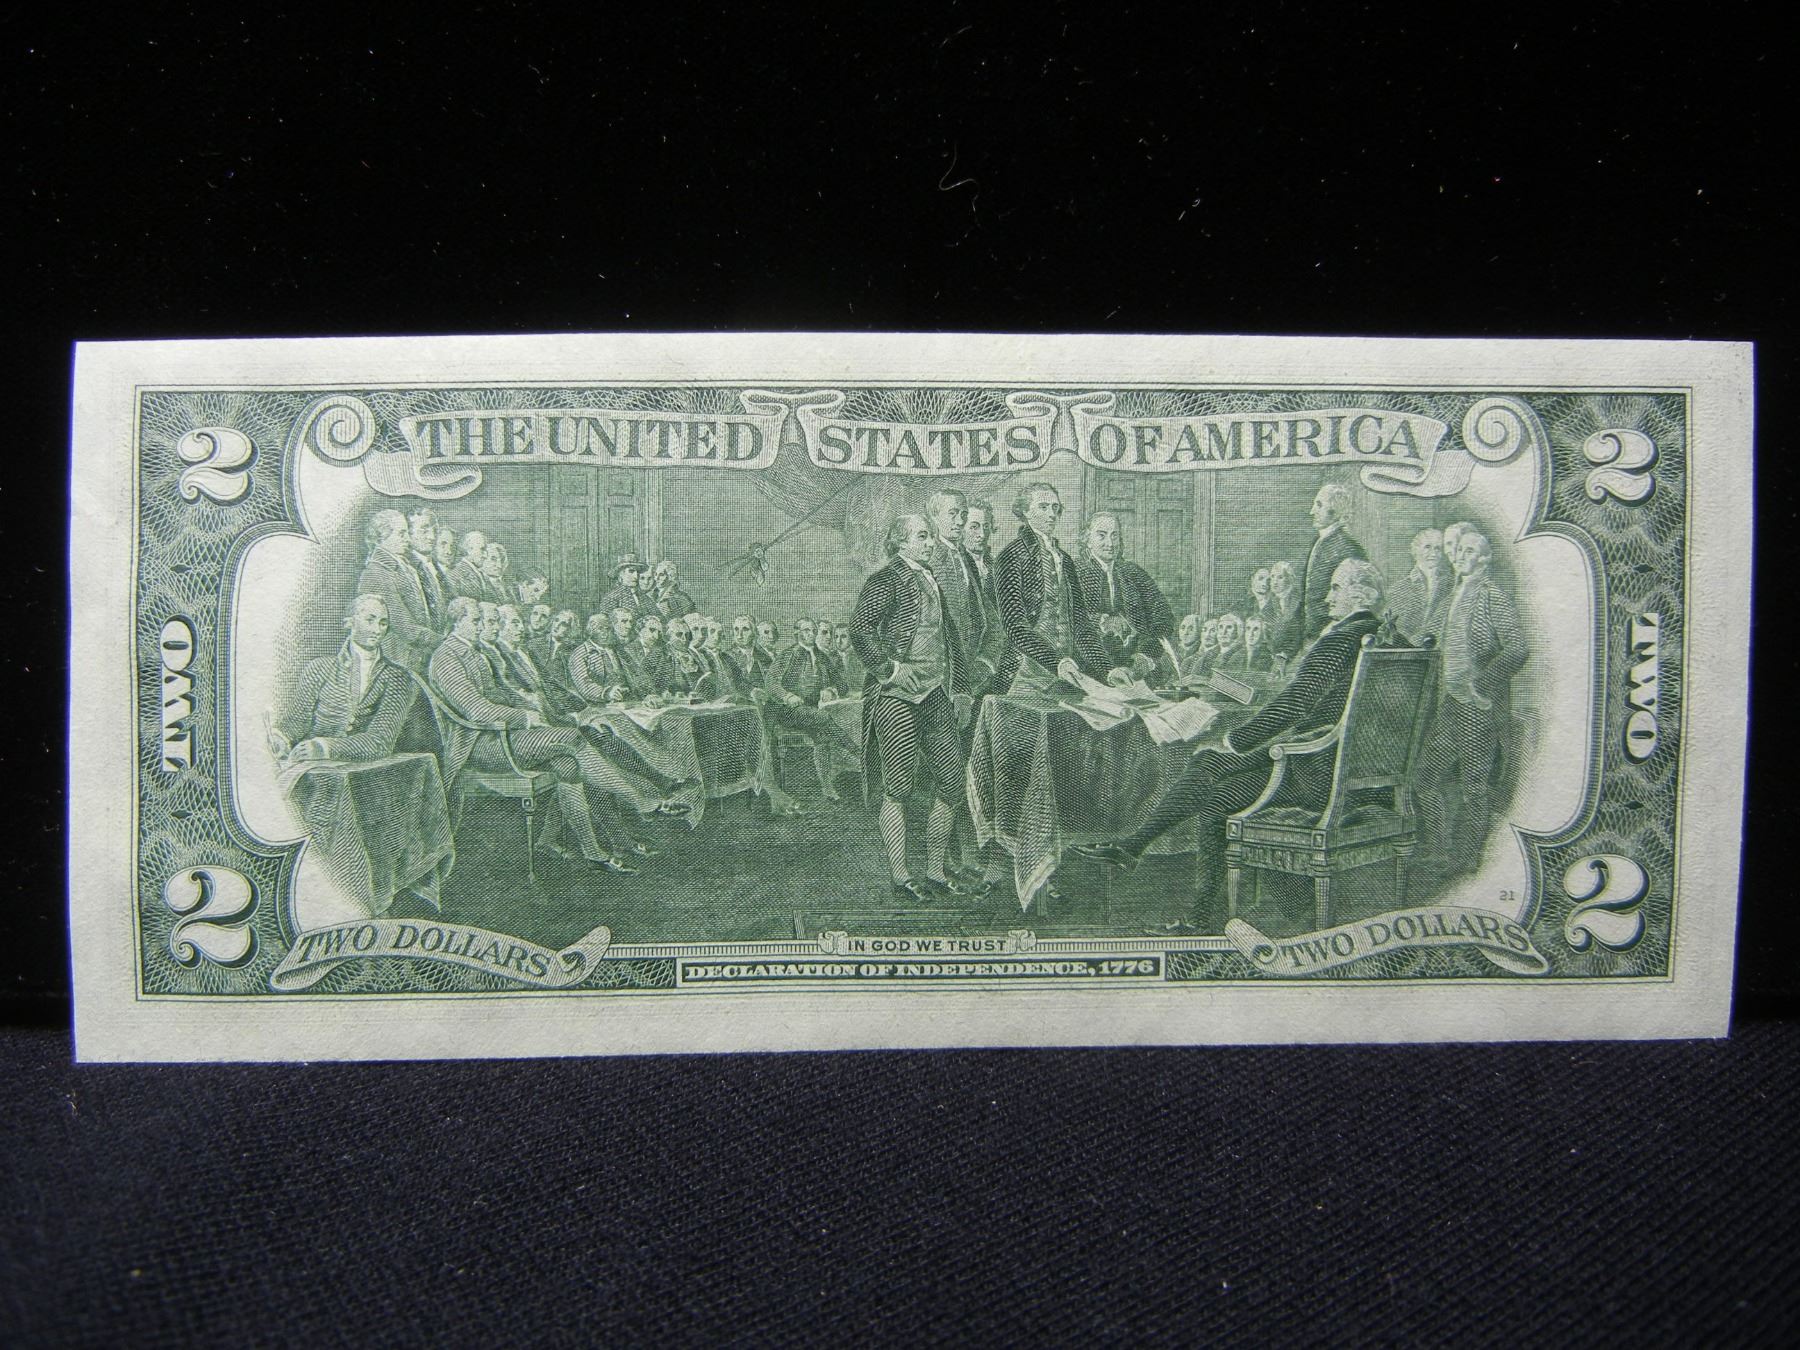 THE UNITED STATES OF AMERICA
2
2
TWO
TWO
21
2
2
TWO DOLLARS
IN GOD WE TRUST
TWO DOLLARS
DECLARATION OF INDEPENDENCE, 1776